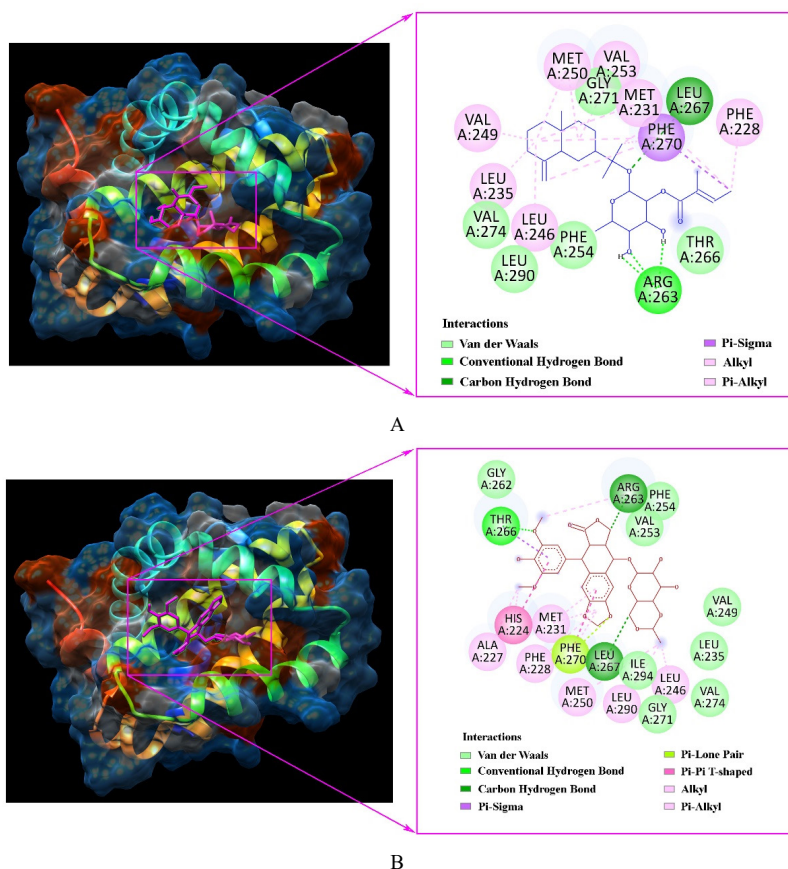 MET
A:250
VAL
A:253
GLY
A:271
MET
A:231
LEU
A:267
PHE
A:228
VAL
A:249
PHE
A:270
LEU
A:235
VAL
A:274
LEU
A:246
PHE
A:254
THR
A:266
LEU
A:290
ARG
A:263
O
O
O
O
O
O
H
H
Interactions
Van der Waals
Conventional Hydrogen Bond
Carbon Hydrogen Bond
Pi-Sigma
Alkyl
Pi-Alkyl
A
GLY
A:262
ARG
A:263
PHE
A:254
THR
A:266
VAL
A:253
VAL
A:249
HIS
A:224
MET
A:231
LEU
A:235
ALA
A:227
PHE
A:228
PHE
A:270
LEU
A:267
ILE
A:294
LEU
A:246
VAL
A:274
MET
A:250
LEU
A:290
GLY
A:271
Interactions
Van der Waals
Conventional Hydrogen Bond
Carbon Hydrogen Bond
Pi-Sigma
Pi-Lone Pair
Pi-Pi T-shaped
Alkyl
Pi-Alkyl
B